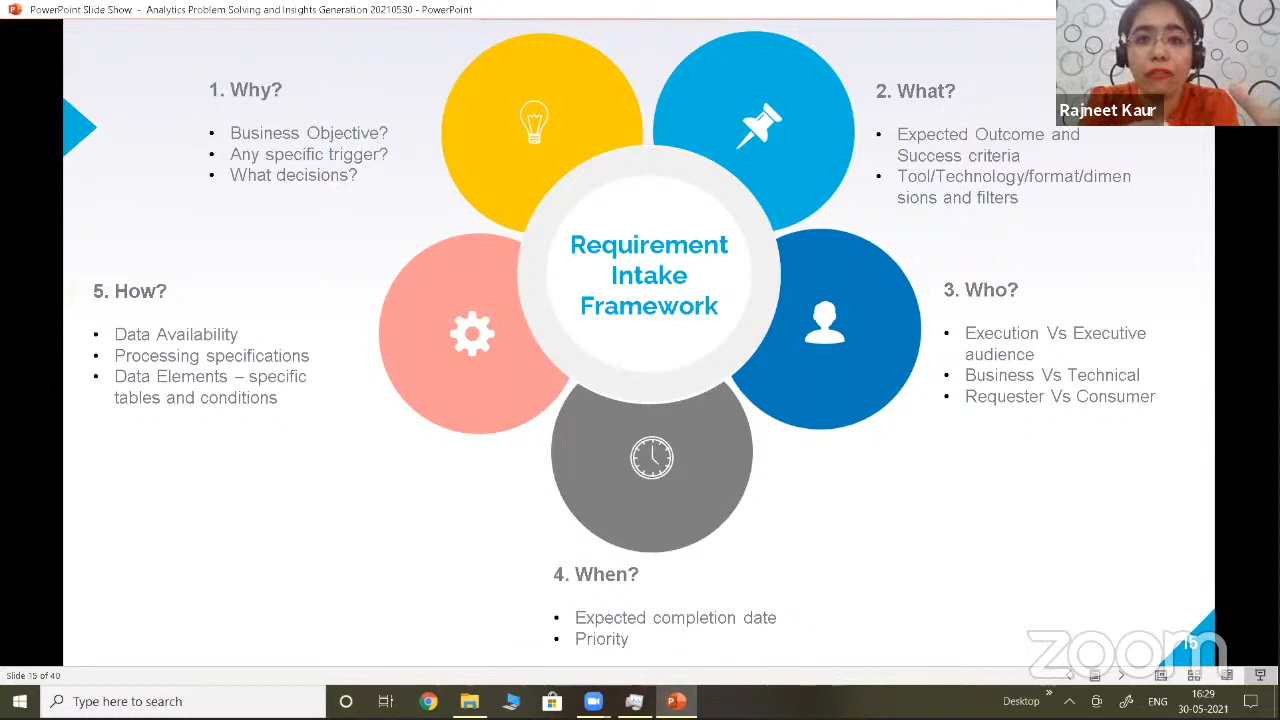 PowerPoint Slide Show - Analytics Problem Solving and Insights Generation 20210530 - PowerPoint
Rajneet Kaur
1. Why?
• Business Objective?
• Any specific trigger?
• What decisions?
2. What?
• Expected Outcome and
Success criteria
• Tool/Technology/format/dimen
sions and filters
Requirement
Intake
Framework
5. How?
• Data Availability
• Processing specifications
• Data Elements – specific
tables and conditions
3. Who?
• Execution Vs Executive
audience
• Business Vs Technical
• Requester Vs Consumer
4. When?
• Expected completion date
• Priority
zoom
15
Slide 15 of 40
Type here to search
Desktop
ENG
16:29
30-05-2021